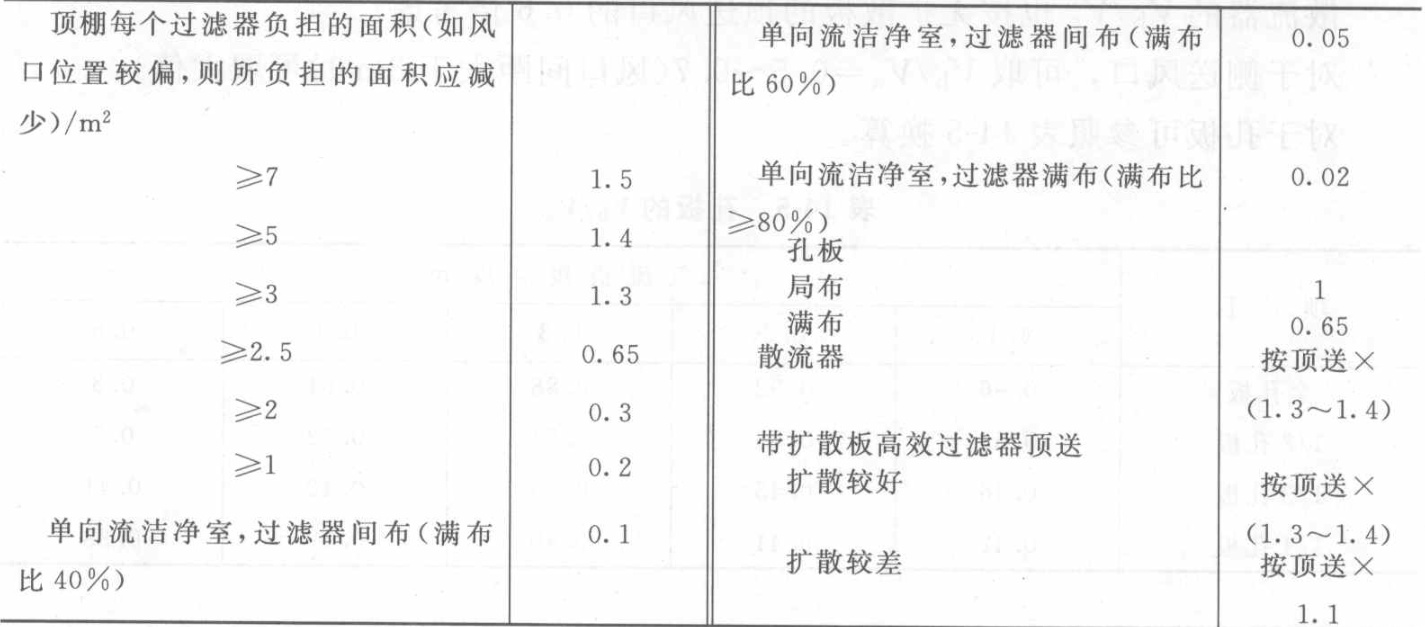 顶棚每个过滤器负担的面积(如风
口位置较偏,则所负担的面积应减
少)/m²
≥7 1.5
≥5 1.4
≥3 1.3
≥2.5 0.65
≥2 0.3
≥1 0.2
单向流洁净室,过滤器间布(满布 0.1
比 40%)
单向流洁净室,过滤器间布(满布 0.05
比 60%)
单向流洁净室,过滤器满布(满布比 0.02
≥80%)
孔板
局布 1
满布 0.65
散流器 按顶送×
(1.3～1.4)
带扩散板高效过滤器顶送
扩散较好 按顶送×
(1.3～1.4)
扩散较差 按顶送×
1.1